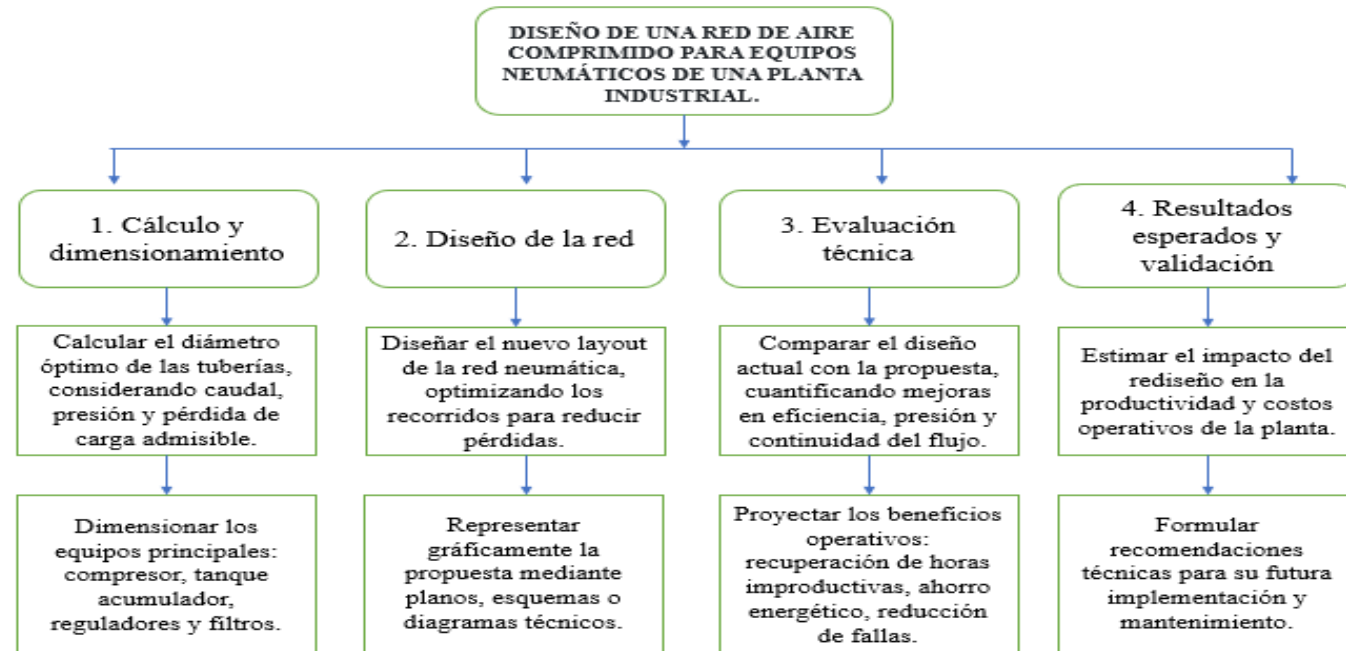 DISEÑO DE UNA RED DE AIRE
COMPRIMIDO PARA EQUIPOS
NEUMÁTICOS DE UNA PLANTA
INDUSTRIAL.
1. Cálculo y
dimensionamiento
2. Diseño de la red
3. Evaluación
técnica
4. Resultados
esperados y
validación
Calcular el diámetro
óptimo de las tuberías,
considerando caudal,
presión y pérdida de
carga admisible.
Diseñar el nuevo layout
de la red neumática,
optimizando los
recorridos para reducir
pérdidas.
Comparar el diseño
actual con la propuesta,
cuantificando mejoras
en eficiencia, presión y
continuidad del flujo.
Estimar el impacto del
rediseño en la
productividad y costos
operativos de la planta.
Dimensionar los
equipos principales:
compresor, tanque
acumulador,
reguladores y filtros.
Representar
gráficamente la
propuesta mediante
planos, esquemas o
diagramas técnicos.
Proyectar los beneficios
operativos:
recuperación de horas
improductivas, ahorro
energético, reducción
de fallas.
Formular
recomendaciones
técnicas para su futura
implementación y
mantenimiento.